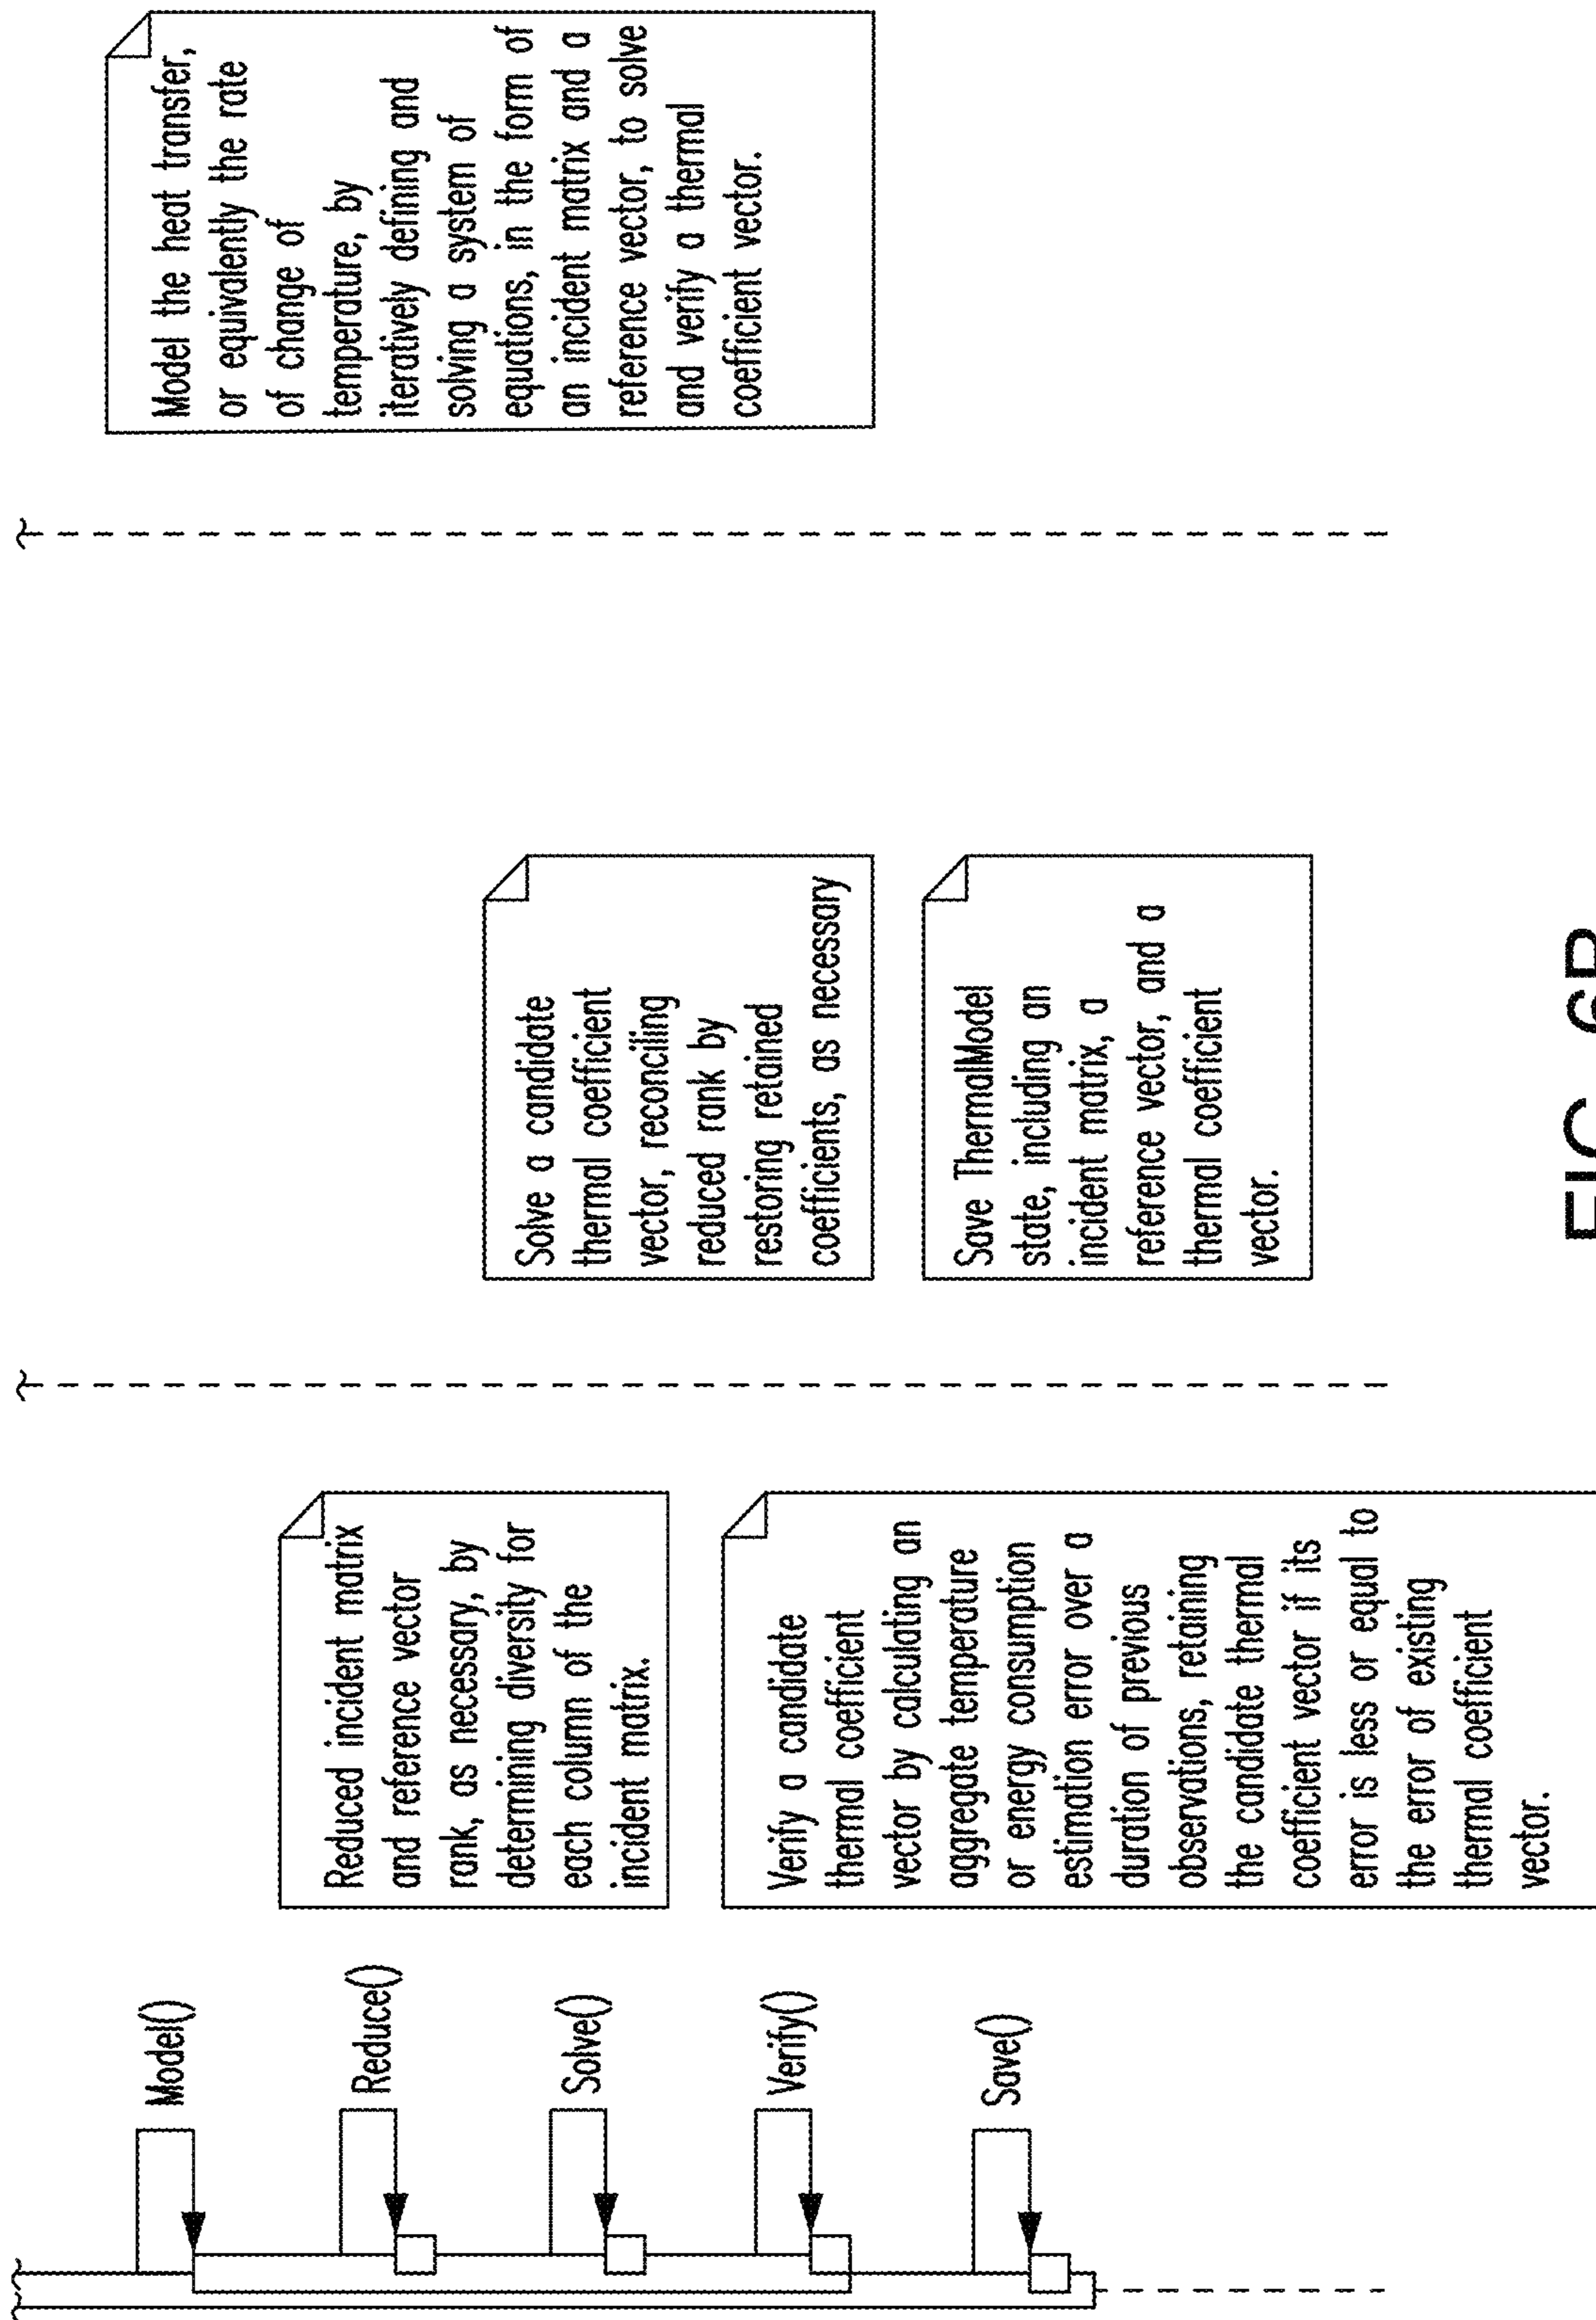 Model()
Reduce()
Solve()
Verify()
Save()
Reduced incident matrix
and reference vector
rank, as necessary, by
determining diversity for
each column of the
incident matrix.
Verify a candidate
thermal coefficient
vector by calculating an
aggregate temperature
or energy consumption
estimation error over a
duration of previous
observations, retaining
the candidate thermal
coefficient vector if its
error is less or equal to
the error of existing
thermal coefficient
vector.
Solve a candidate
thermal coefficient
vector, reconciling
reduced rank by
restoring retained
coefficients, as necessary
Save ThermalModel
state, including an
incident matrix, a
reference vector, and a
thermal coefficient
vector.
Model the heat transfer,
or equivalently the rate
of change of
temperature, by
iteratively defining and
solving a system of
equations, in the form of
an incident matrix and a
reference vector, to solve
and verify a thermal
coefficient vector.
FIG. 6B